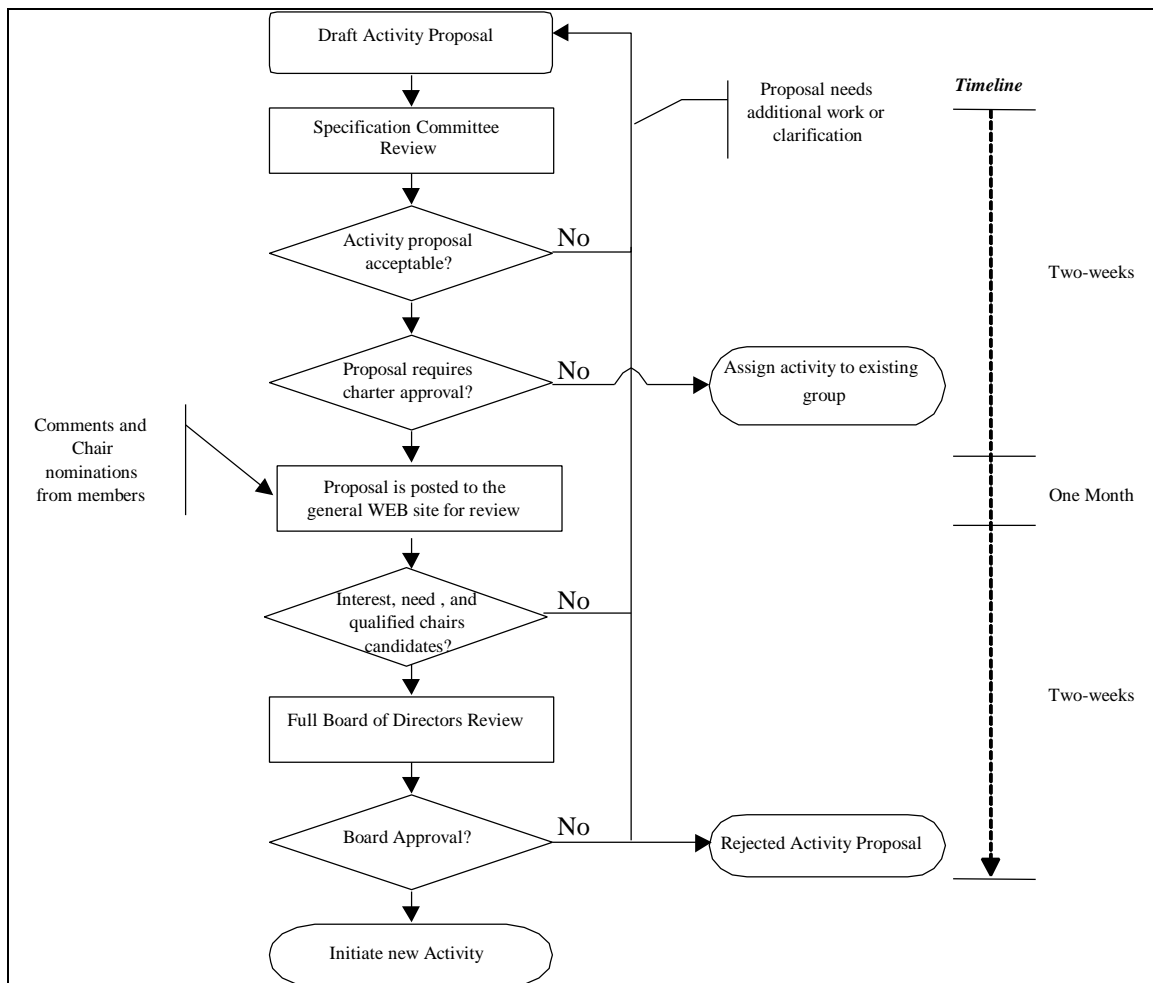 Draft Activity Proposal
Timeline
Proposal needs
additional work or
clarification
Specification Committee
Review
No
Activity proposal
acceptable?
Two-weeks
No
Proposal requires
charter approval?
Assign activity to existing
group
Comments and
Chair
nominations
from members
Proposal is posted to the
general WEB site for review
One Month
No
Interest, need , and
qualified chairs
candidates?
Two-weeks
Full Board of Directors Review
No
Board Approval?
Rejected Activity Proposal
Initiate new Activity